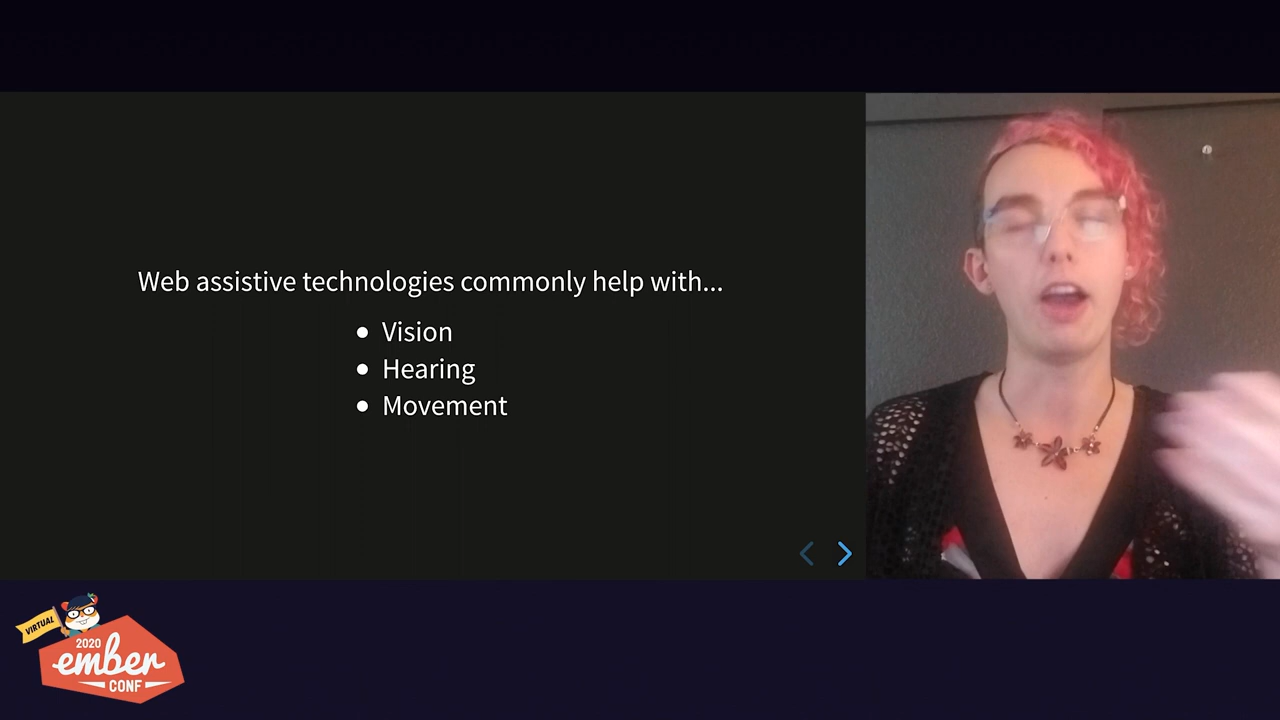 Web assistive technologies commonly help with...
• Vision
• Hearing
• Movement
VIRTUAL
2020
ember
CONF